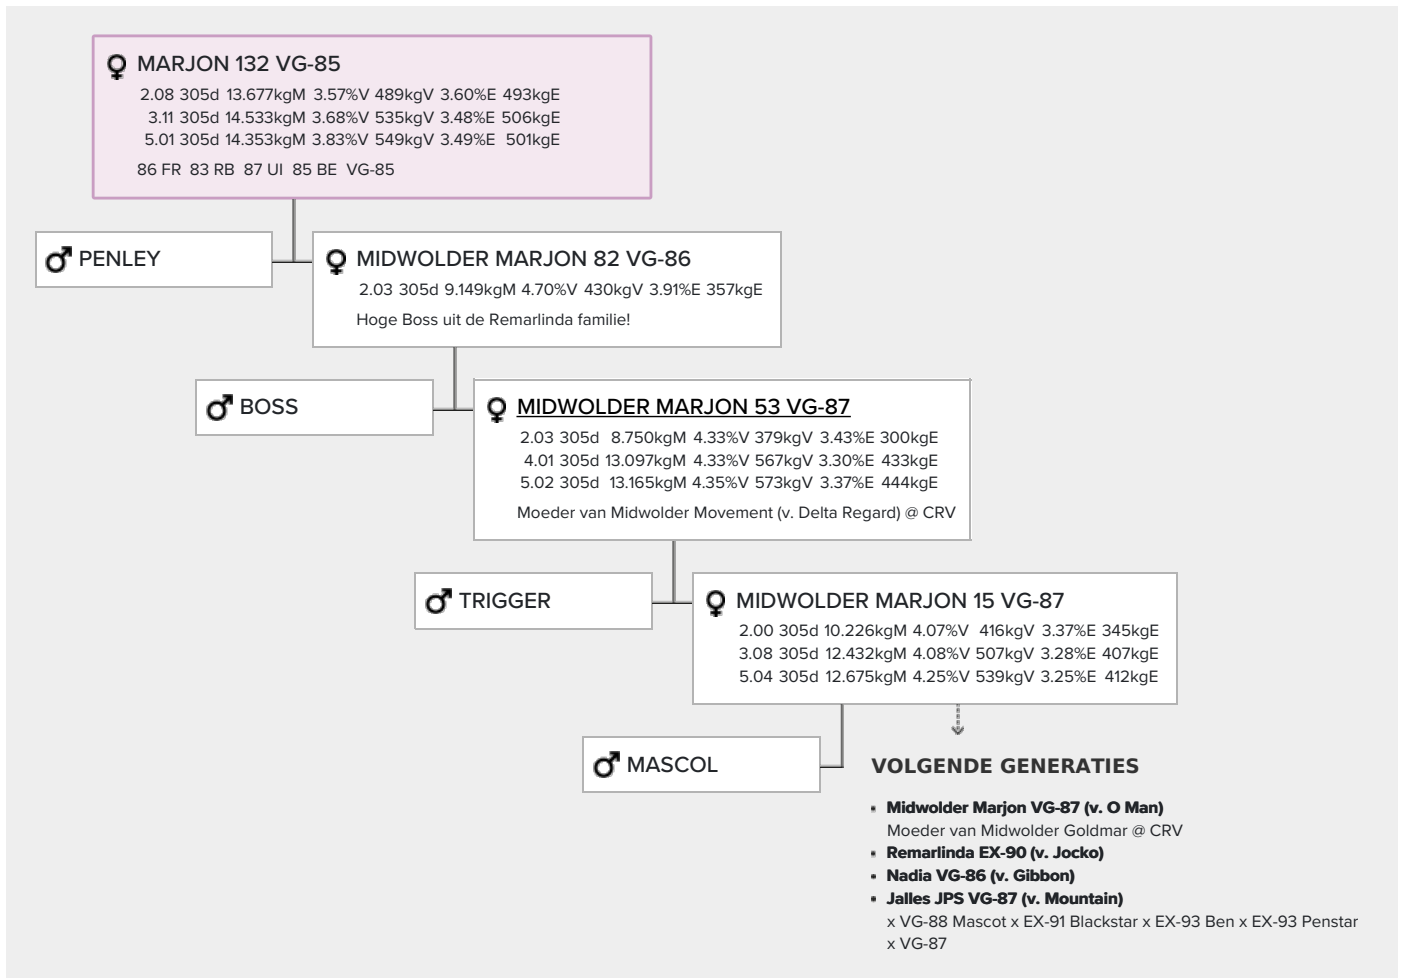 MARJON 132 VG-85
2.08 305d 13.677kgM 3.57%V 489kgV 3.60%E 493kgE
3.11 305d 14.533kgM 3.68%V 535kgV 3.48%E 506kgE
5.01 305d 14.353kgM 3.83%V 549kgV 3.49%E 501kgE
86 FR 83 RB 87 UI 85 BE VG-85
PENLEY
MIDWOLDER MARJON 82 VG-86
2.03 305d 9.149kgM 4.70%V 430kgV 3.91%E 357kgE
Hoge Boss uit de Remarlinda familie!
BOSS
MIDWOLDER MARJON 53 VG-87
2.03 305d 8.750kgM 4.33%V 379kgV 3.43%E 300kgE
4.01 305d 13.097kgM 4.33%V 567kgV 3.30%E 433kgE
5.02 305d 13.165kgM 4.35%V 573kgV 3.37%E 444kgE
Moeder van Midwolder Movement (v. Delta Regard) @ CRV
TRIGGER
MIDWOLDER MARJON 15 VG-87
2.00 305d 10.226kgM 4.07%V 416kgV 3.37%E 345kgE
3.08 305d 12.432kgM 4.08%V 507kgV 3.28%E 407kgE
5.04 305d 12.675kgM 4.25%V 539kgV 3.25%E 412kgE
MASCOL
VOLGENDE GENERATIES
▪ Midwolder Marjon VG-87 (v. O Man)
Moeder van Midwolder Goldmar @ CRV
▪ Remarlinda EX-90 (v. Jocko)
▪ Nadia VG-86 (v. Gibbon)
▪ Jalles JPS VG-87 (v. Mountain)
x VG-88 Mascot x EX-91 Blackstar x EX-93 Ben x EX-93 Penstar
x VG-87